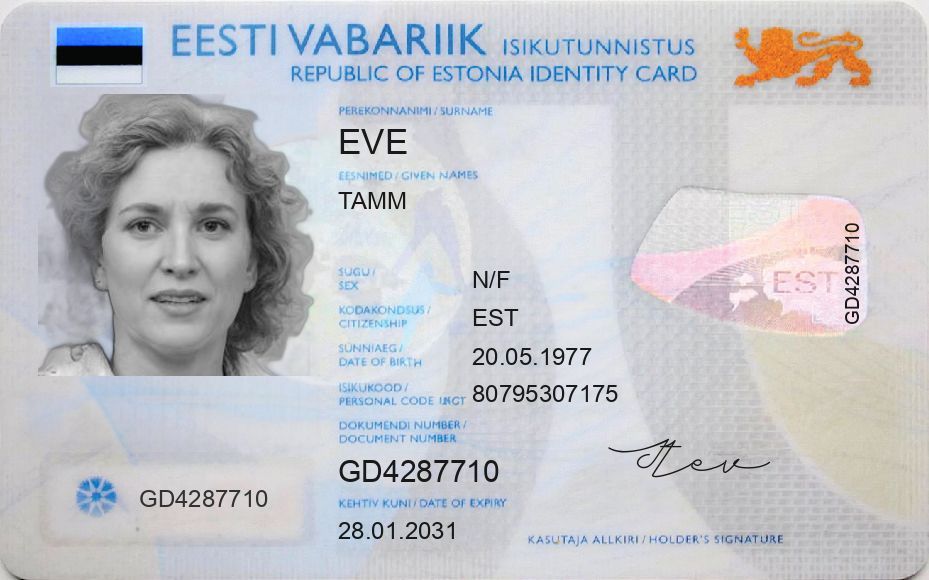 EESTI VABARIIK ISIKUTUNNISTUS
REPUBLIC OF ESTONIA IDENTITY CARD
PEREKONNANIMI / SURNAME
EVE
EESNIMED / GIVEN NAMES
TAMM
SUGU /
SEX
N/F
KODAKONDSUS /
CITIZENSHIP
EST
SÜNNIAEG /
DATE OF BIRTH
20.05.1977
ISIKUKOOD /
PERSONAL CODE
80795307175
DOKUMENDI NUMBER /
DOCUMENT NUMBER
GD4287710
KEHTIV KUNI / DATE OF EXPIRY
28.01.2031
GD4287710
EST
GD4287710
KASUTAJA ALLKIRI / HOLDER'S SIGNATURE